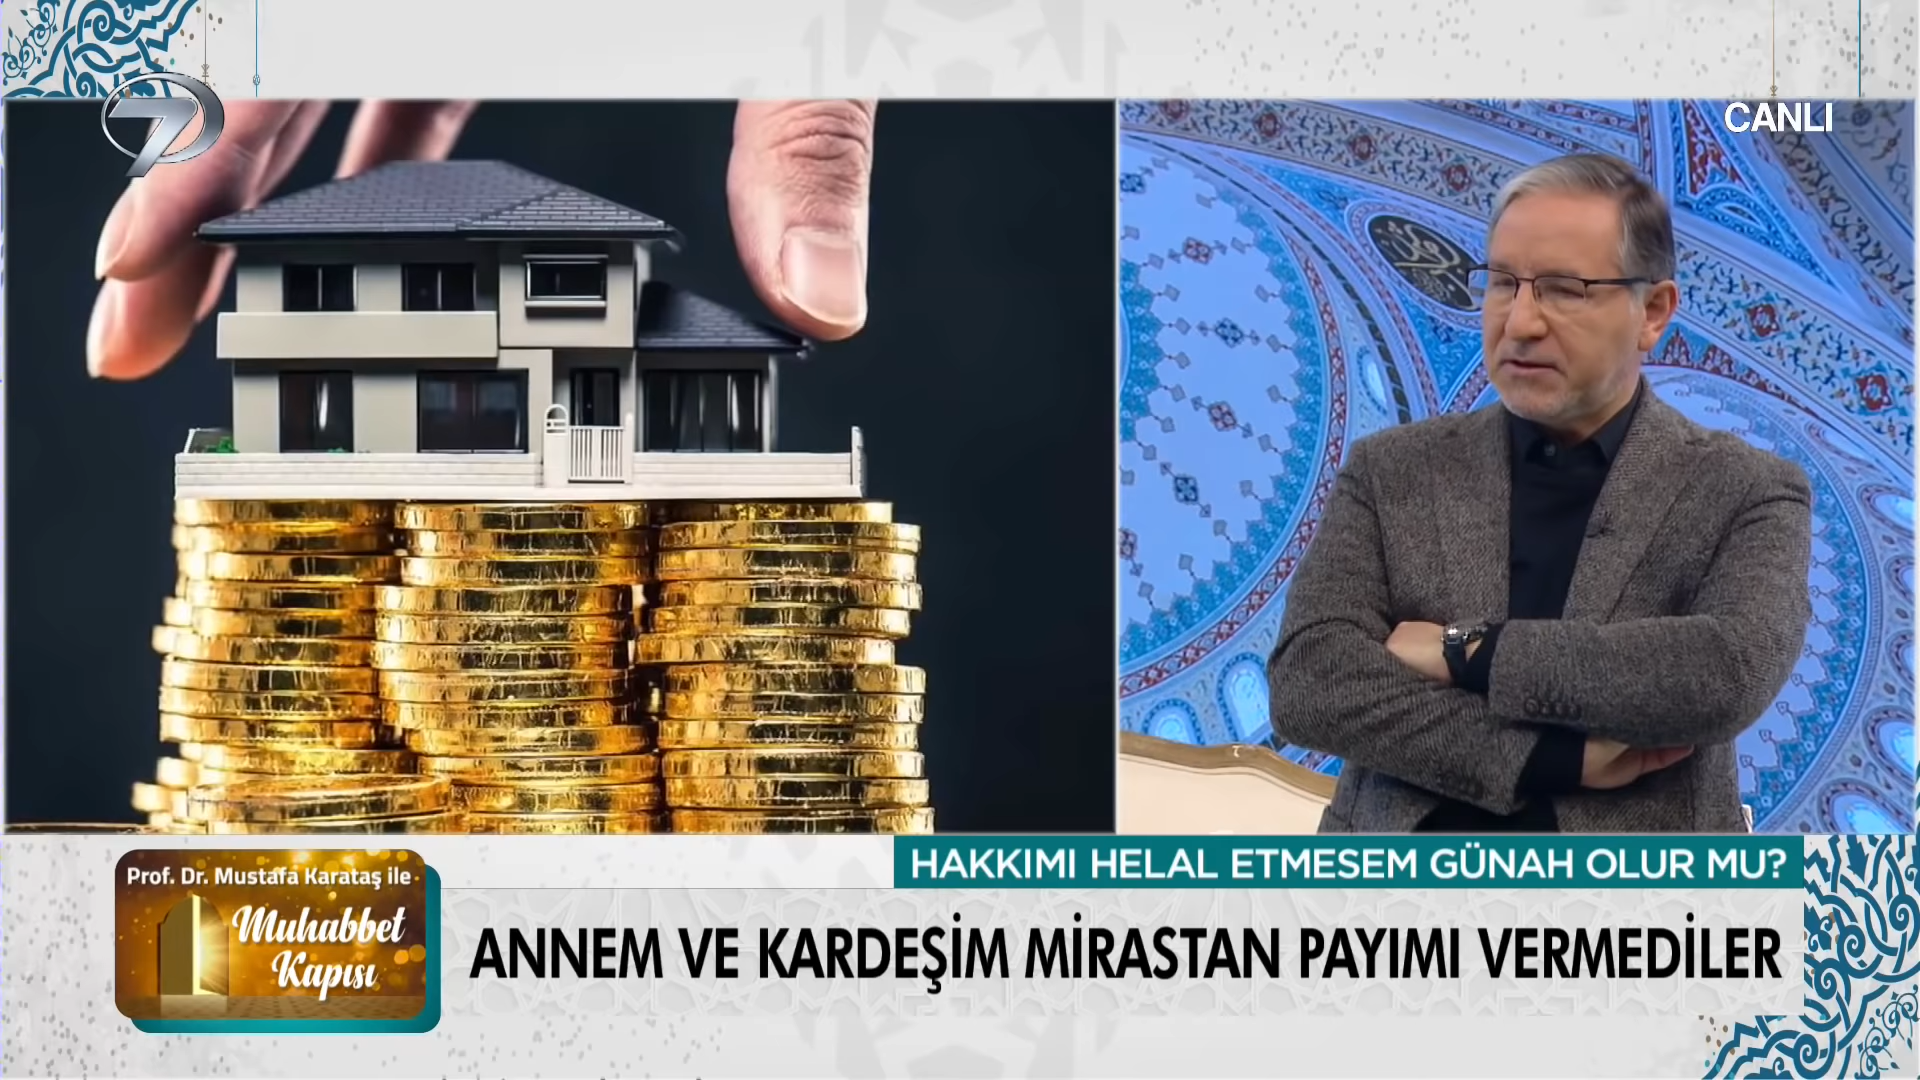 7
CANLI
HAKKIMI HELAL ETMESEM GÜNAH OLUR MU?
Prof. Dr. Mustafa Karataş ile
Muhabbet
Kapısı
ANNEM VE KARDEŞİM MİRASTAN PAYIMI VERMEDİLER